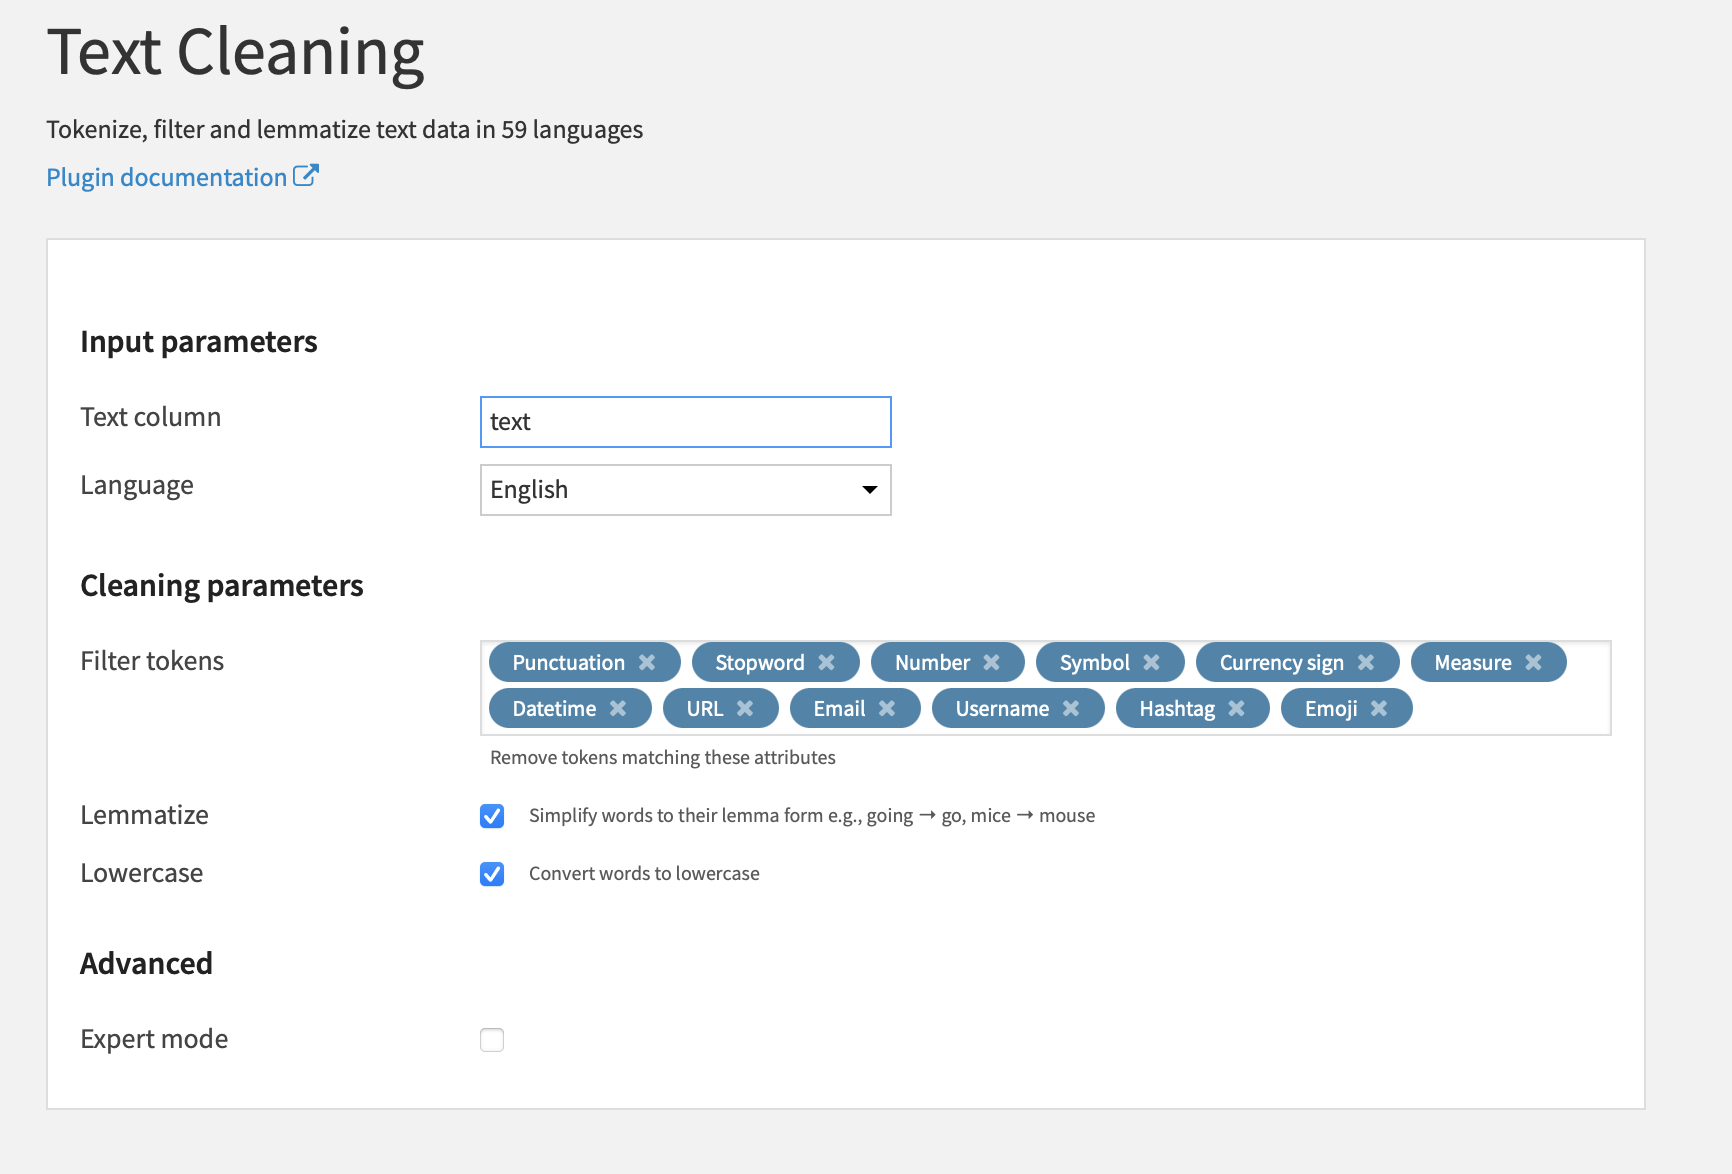 Text Cleaning
Tokenize, filter and lemmatize text data in 59 languages
Plugin documentation
Input parameters
Text column
text
Language
English
Cleaning parameters
Filter tokens
Punctuation Stopword Number Symbol Currency sign Measure
Datetime URL Email Username Hashtag Emoji
Remove tokens matching these attributes
Lemmatize
Simplify words to their lemma form e.g., going → go, mice → mouse
Lowercase
Convert words to lowercase
Advanced
Expert mode